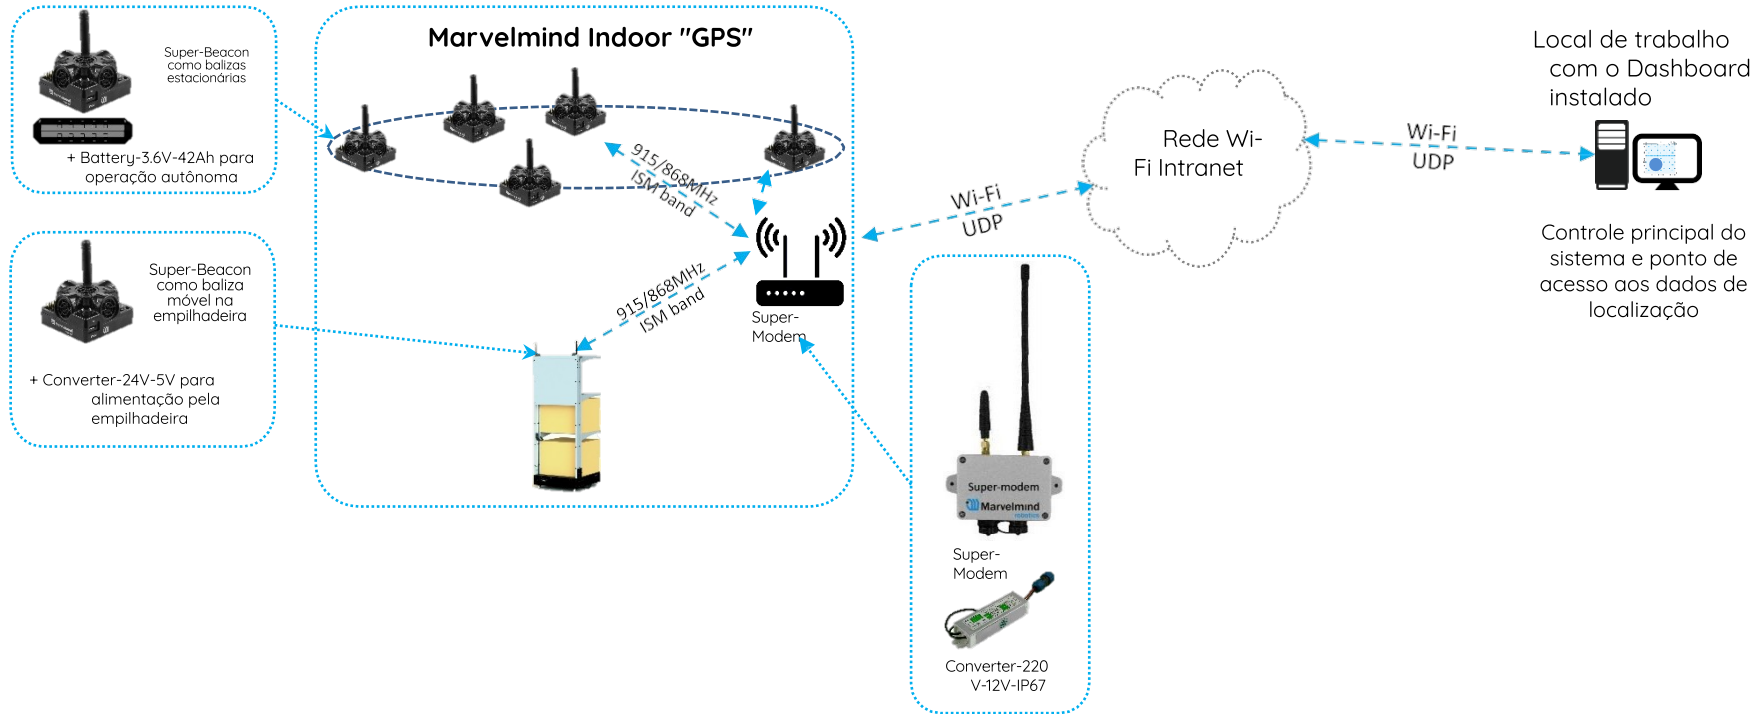 Marvelmind Indoor "GPS"
Super-Beacon
como balizas
estacionárias
+ Battery-3.6V-42Ah para
operação autônoma
Super-Beacon
como baliza
móvel na
empilhadeira
+ Converter-24V-5V para
alimentação pela
empilhadeira
915/868MHz
ISM band
915/868MHz
ISM band
Super-
Modem
Wi-Fi
UDP
Rede Wi-
Fi Intranet
Wi-Fi
UDP
Local de trabalho
com o Dashboard
instalado
Controle principal do
sistema e ponto de
acesso aos dados de
localização
Super-modem
Marvelmind
robotics
Super-
Modem
Converter-220
V-12V-IP67